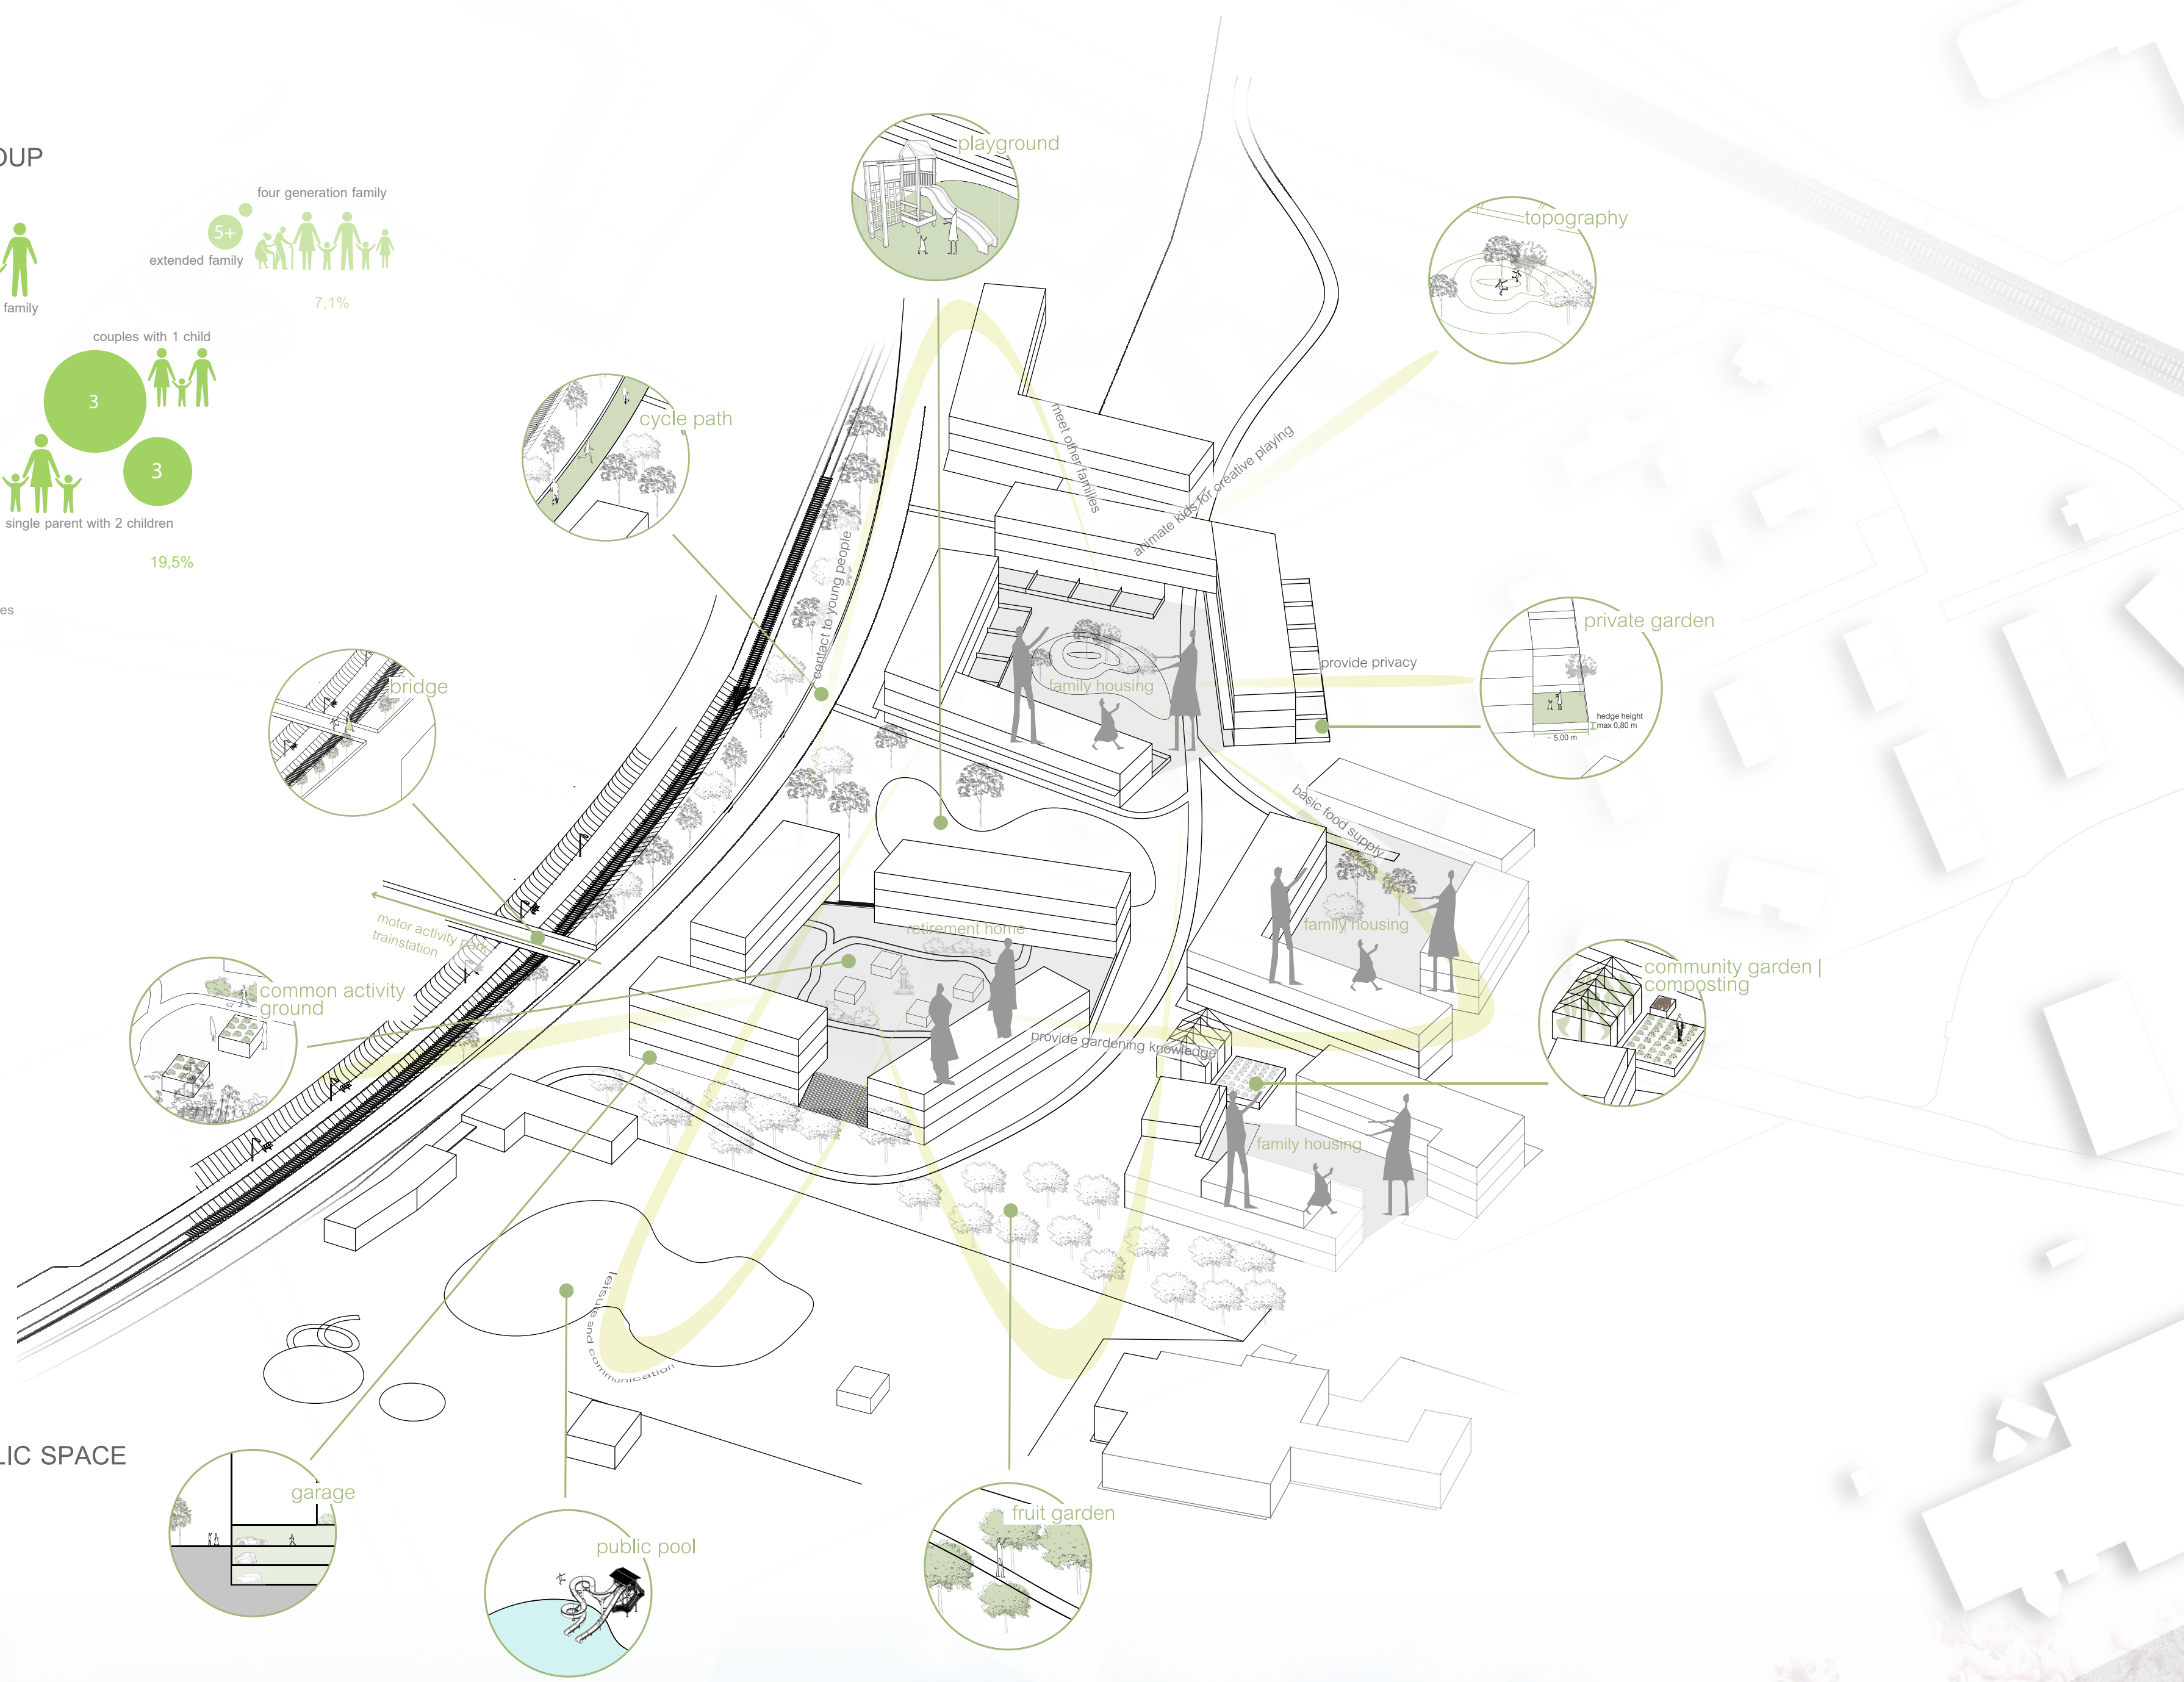 OUP
four generation family
5+
extended family
7,1%
family
couples with 1 child
3
3
single parent with 2 children
19,5%
es
LIC SPACE
playground
topography
cycle path
meet other families
animate kids for creative playing
contact to young people
private garden
provide privacy
hedge height
max 0,80 m
~ 5,00 m
family housing
bridge
basic food supply
motor activity park
trainstation
retirement home
family housing
common activity
ground
community garden |
composting
provide gardening knowledge
family housing
leisure and communication
garage
public pool
fruit garden